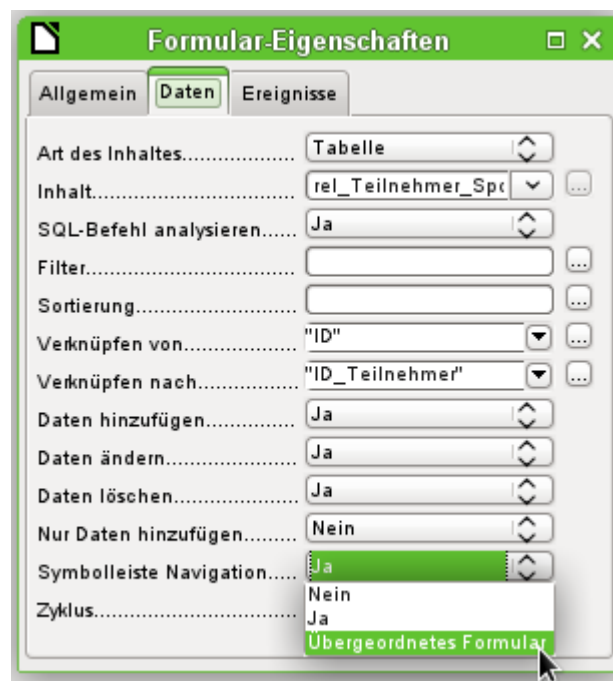 Formular-Eigenschaften
Allgemein Daten Ereignisse
Art des Inhaltes................... Tabelle
Inhalt................................. rel_Teilnehmer_Spo ...
SQL-Befehl analysieren...... Ja
Filter.................................. ...
Sortierung........................... ...
Verknüpfen von................... "ID" ...
Verknüpfen nach................. "ID_Teilnehmer" ...
Daten hinzufügen................ Ja
Daten ändern...................... Ja
Daten löschen..................... Ja
Nur Daten hinzufügen......... Nein
Symbolleiste Navigation..... Ja
Nein
Zyklus.................................
Ja
Übergeordnetes Formular